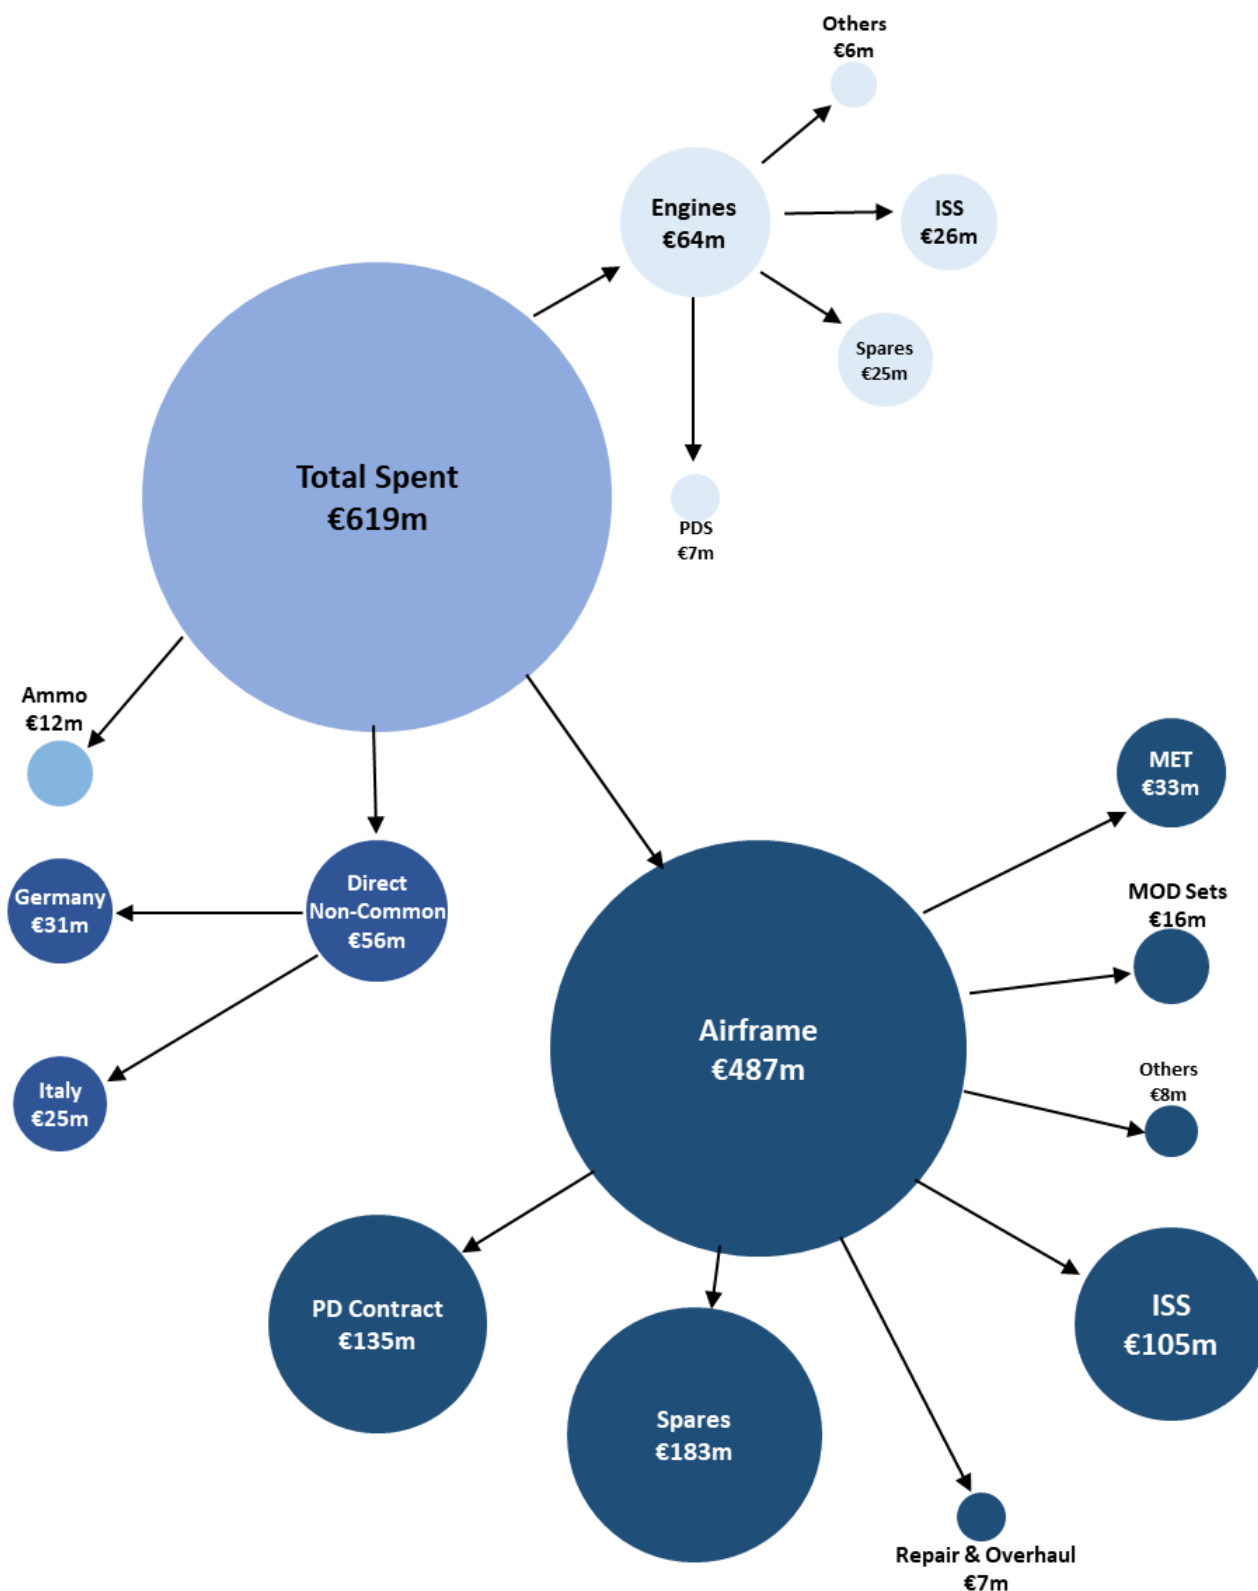 Others
€6m
Engines
€64m
ISS
€26m
Spares
€25m
PDS
€7m
Total Spent
€619m
Ammo
€12m
Direct
Non-Common
€56m
Germany
€31m
Italy
€25m
Airframe
€487m
MET
€33m
MOD Sets
€16m
Others
€8m
ISS
€105m
PD Contract
€135m
Spares
€183m
Repair & Overhaul
€7m